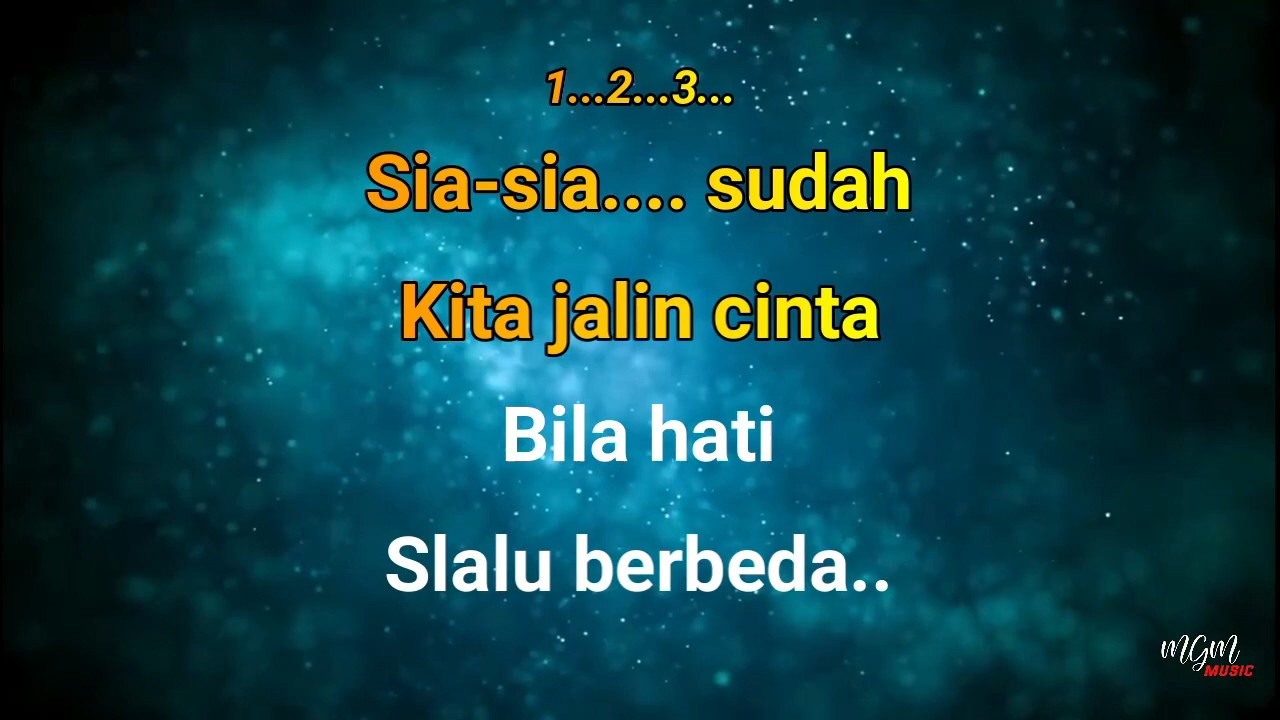 1...2...3...
Sia-sia.... sudah
Kita jalin cinta
Bila hati
Slalu berbeda..
MGM
MUSIC